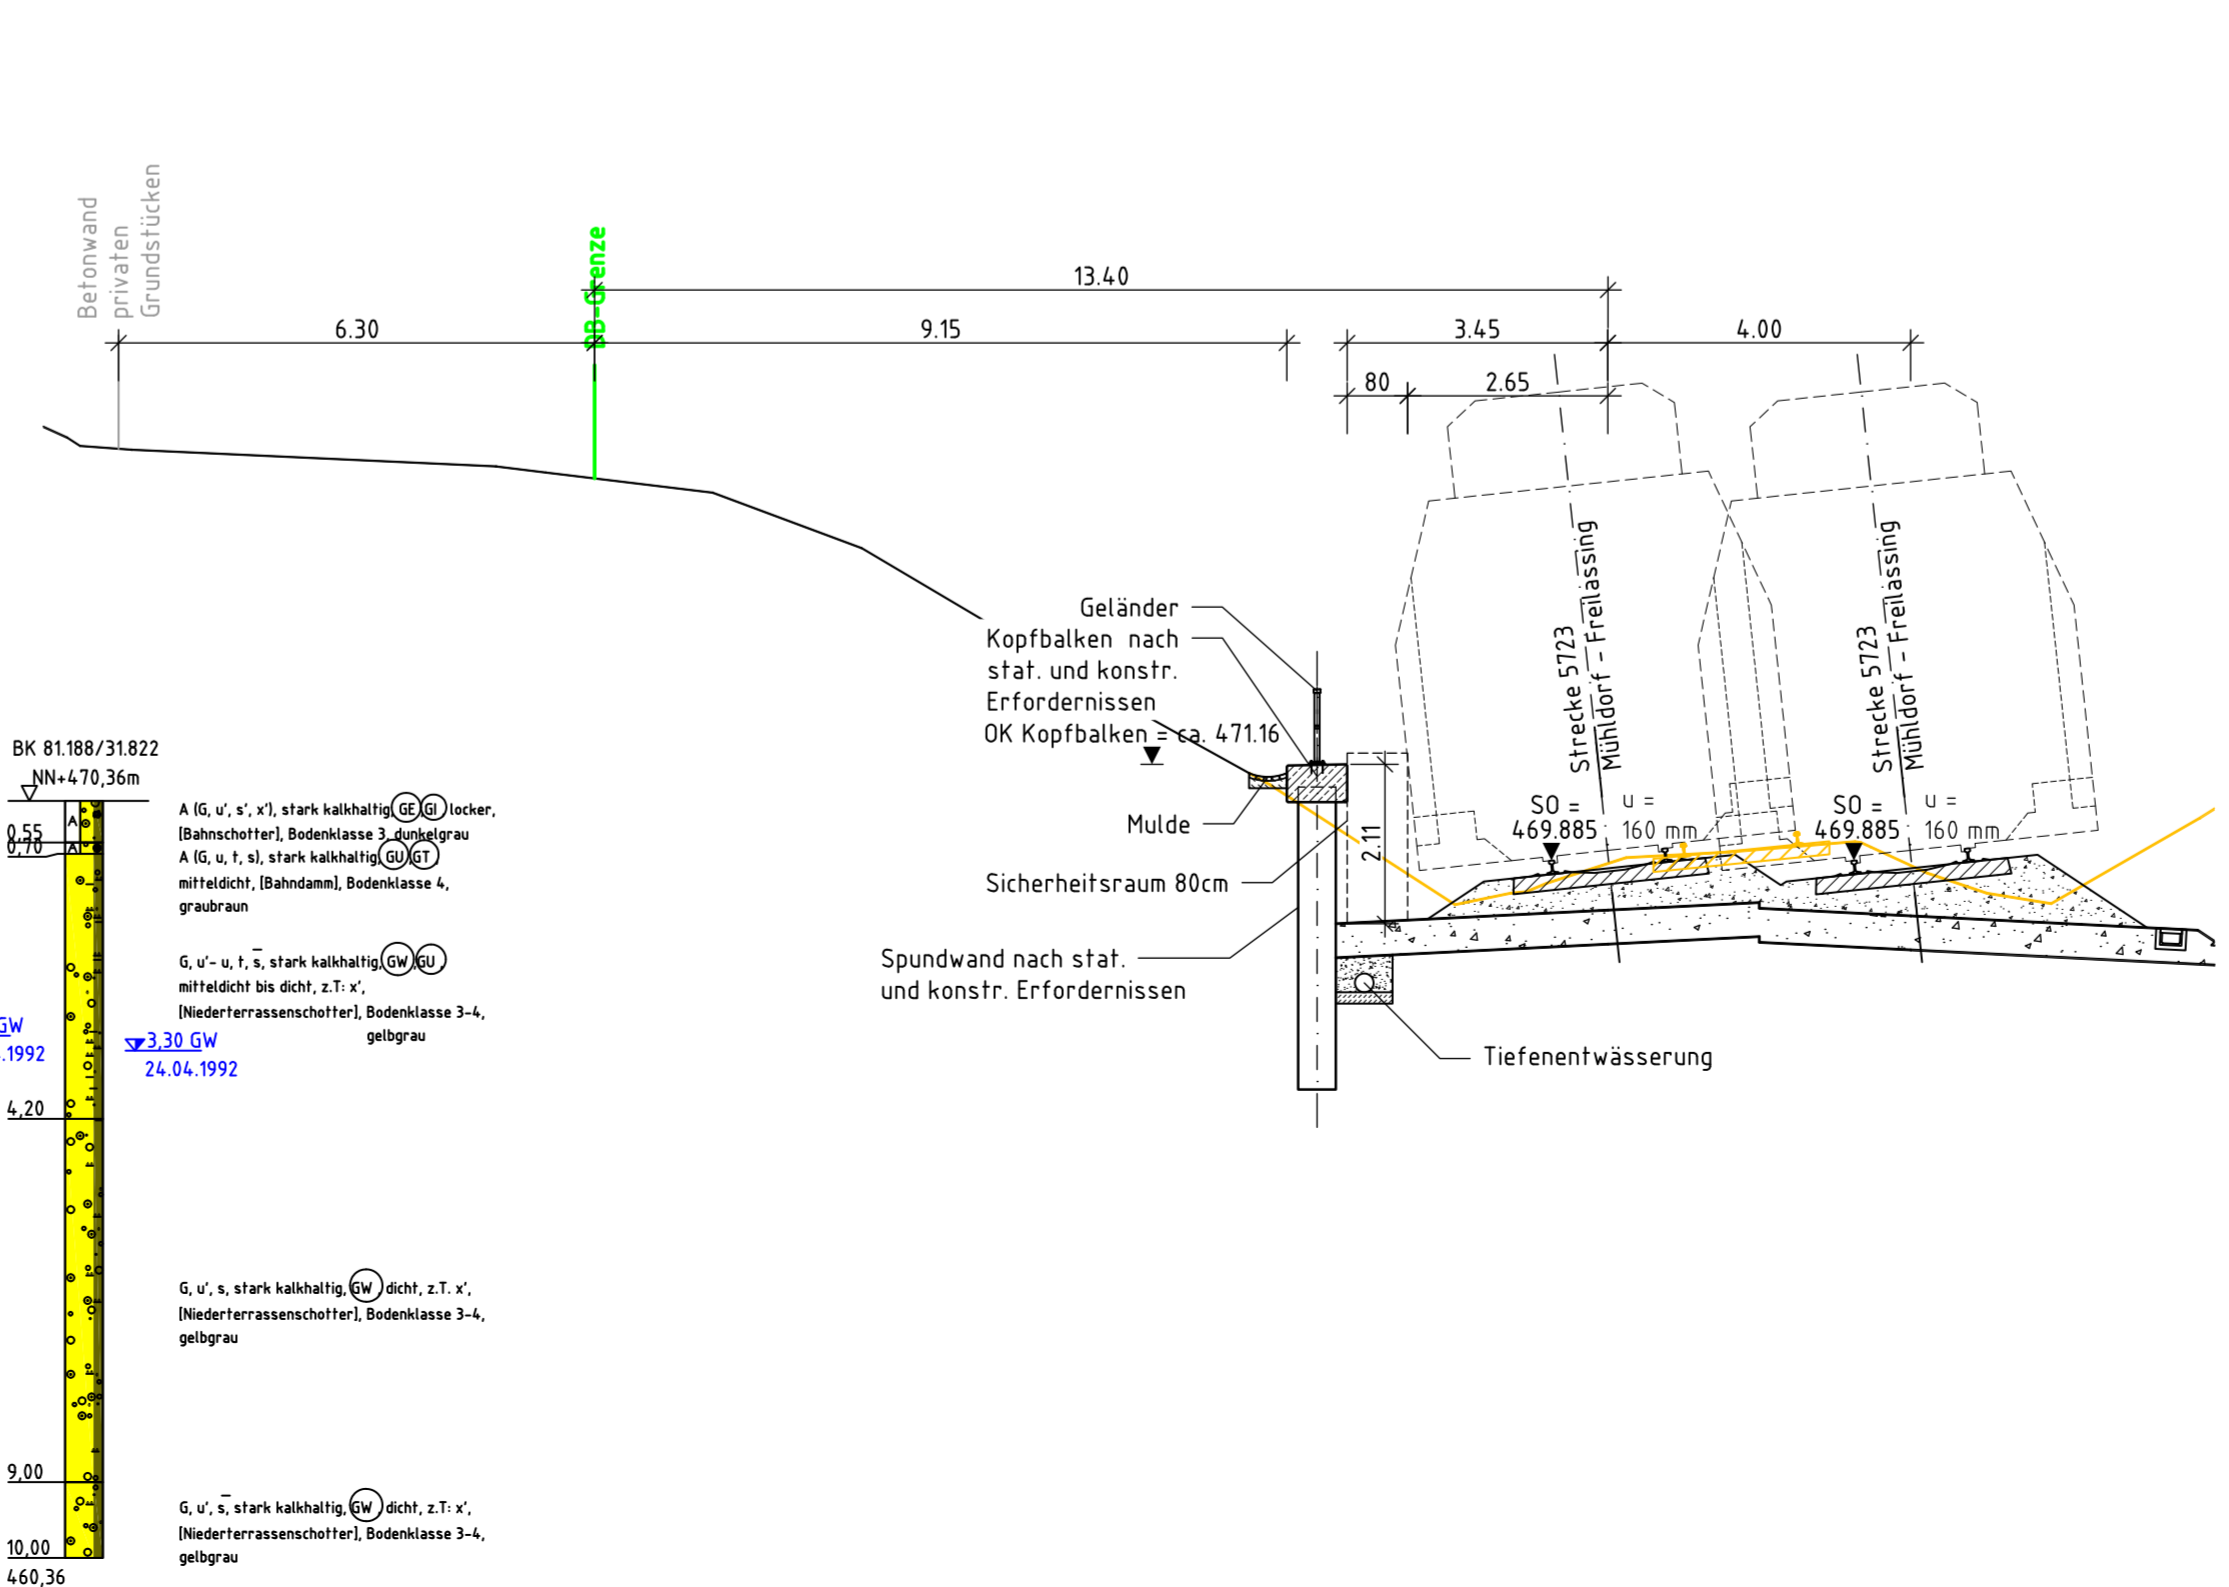 Betonwand
privaten
Grundstücken
DB-Grenze
13.40
6.30
9.15
3.45
4.00
80
2.65
Geländer
Kopfbalken nach
stat. und konstr.
Erfordernissen
OK Kopfbalken = ca. 471.16
Mulde
Sicherheitsraum 80cm
Spundwand nach stat.
und konstr. Erfordernissen
Tiefenentwässerung
2.11
Strecke 5723
Mühldorf - Freilassing
Strecke 5723
Mühldorf - Freilassing
SO =
469.885
u =
160 mm
SO =
469.885
u =
160 mm
BK 81.188/31.822
NN+470,36m
A
A
0,55
0,70
A (G, u', s', x'), stark kalkhaltig, GE, GI, locker,
[Bahnschotter], Bodenklasse 3, dunkelgrau
A (G, u, t, s), stark kalkhaltig, GU, GT,
mitteldicht, [Bahndamm], Bodenklasse 4,
graubraun
G, u'- u, t, s̅, stark kalkhaltig, GW, GU,
mitteldicht bis dicht, z.T: x',
[Niederterrassenschotter], Bodenklasse 3-4,
gelbgrau
GW
.1992
3,30 GW
24.04.1992
4,20
G, u', s, stark kalkhaltig, GW, dicht, z.T. x',
[Niederterrassenschotter], Bodenklasse 3-4,
gelbgrau
9,00
G, u', s̅, stark kalkhaltig, GW, dicht, z.T: x',
[Niederterrassenschotter], Bodenklasse 3-4,
gelbgrau
10,00
460,36